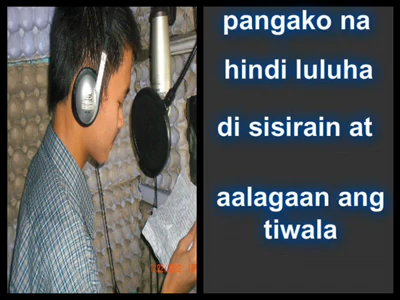 pangako na
hindi luluha
di sisirain at
aalagaan ang
tiwala